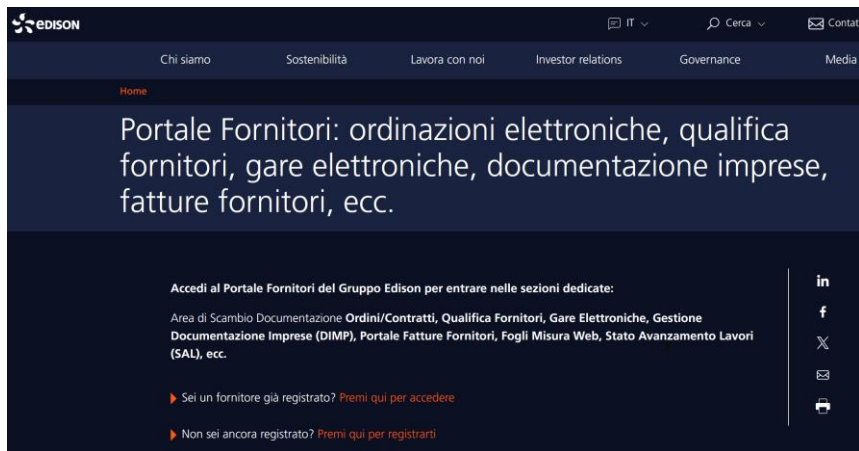 EDISON
IT
Cerca
Contat
Chi siamo
Sostenibilità
Lavora con noi
Investor relations
Governance
Media
Home
Portale Fornitori: ordinazioni elettroniche, qualifica
fornitori, gare elettroniche, documentazione imprese,
fatture fornitori, ecc.
Accedi al Portale Fornitori del Gruppo Edison per entrare nelle sezioni dedicate:
Area di Scambio Documentazione Ordini/Contratti, Qualifica Fornitori, Gare Elettroniche, Gestione
Documentazione Imprese (DIMP), Portale Fatture Fornitori, Fogli Misura Web, Stato Avanzamento Lavori
(SAL), ecc.
Sei un fornitore già registrato? Premi qui per accedere
Non sei ancora registrato? Premi qui per registrarti